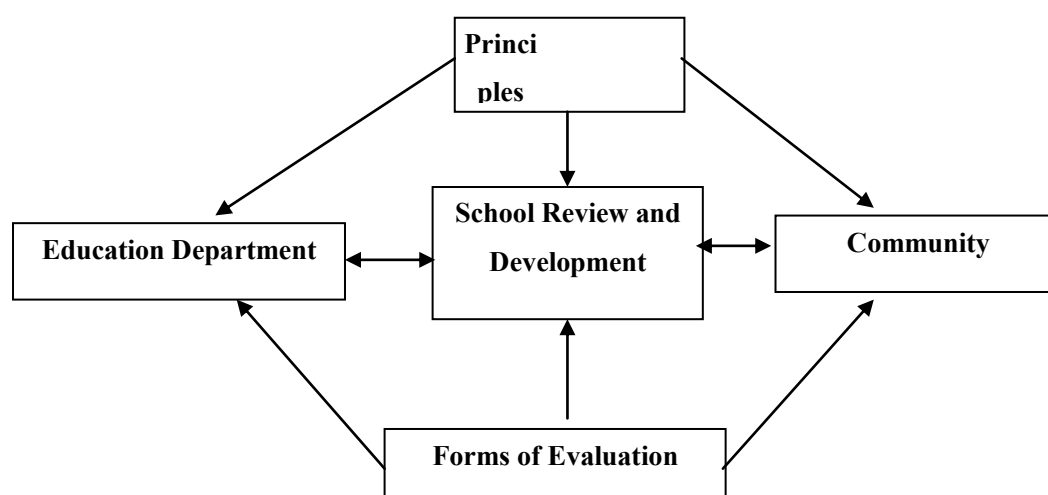 Princi
ples
School Review and
Development
Education Department
Community
Forms of Evaluation